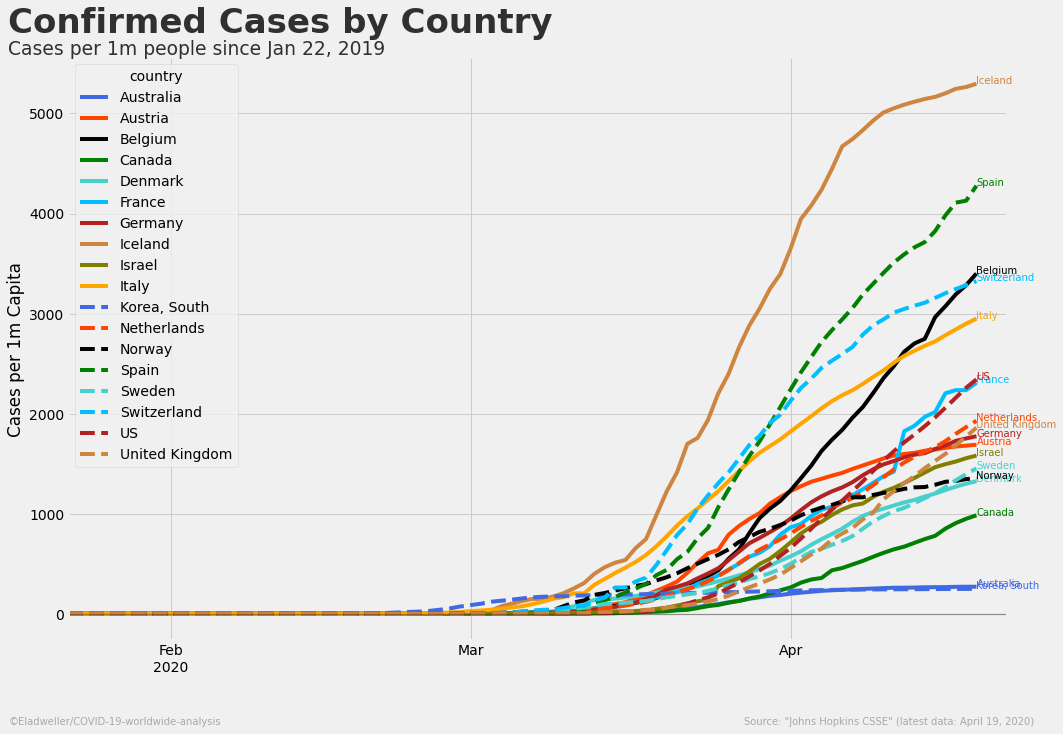 Confirmed Cases by Country
Cases per 1m people since Jan 22, 2019
country
Australia
Austria
Belgium
Canada
Denmark
France
Germany
Iceland
Israel
Italy
Korea, South
Netherlands
Norway
Spain
Sweden
Switzerland
US
United Kingdom
Cases per 1m Capita
5000
4000
3000
2000
1000
0
Iceland
Spain
Belgium
Switzerland
Italy
US
France
Netherlands
United Kingdom
Germany
Austria
Israel
Sweden
Norway
Denmark
Canada
Australia
Korea, South
Feb
2020
Mar
Apr
©Eladweller/COVID-19-worldwide-analysis
Source: "Johns Hopkins CSSE" (latest data: April 19, 2020)